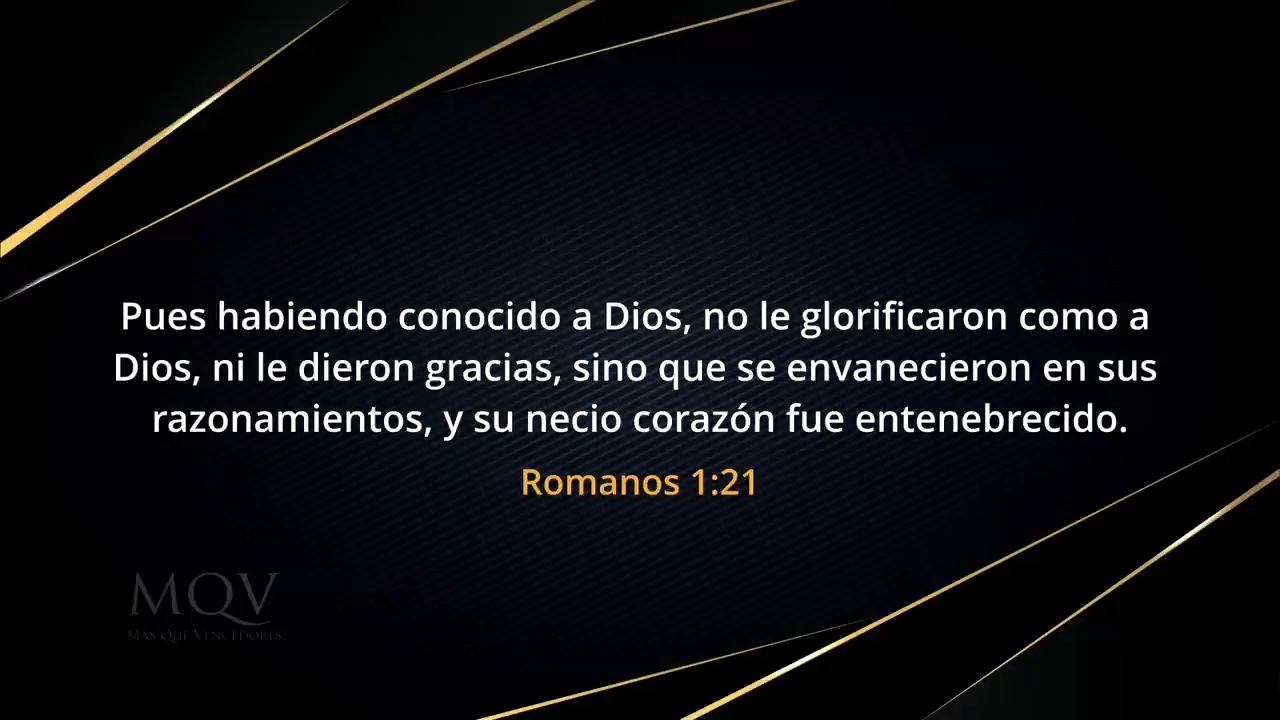 Pues habiendo conocido a Dios, no le glorificaron como a
Dios, ni le dieron gracias, sino que se envanecieron en sus
razonamientos, y su necio corazón fue entenebrecido.
Romanos 1:21
MQV
MAS QUE VENCEDORES